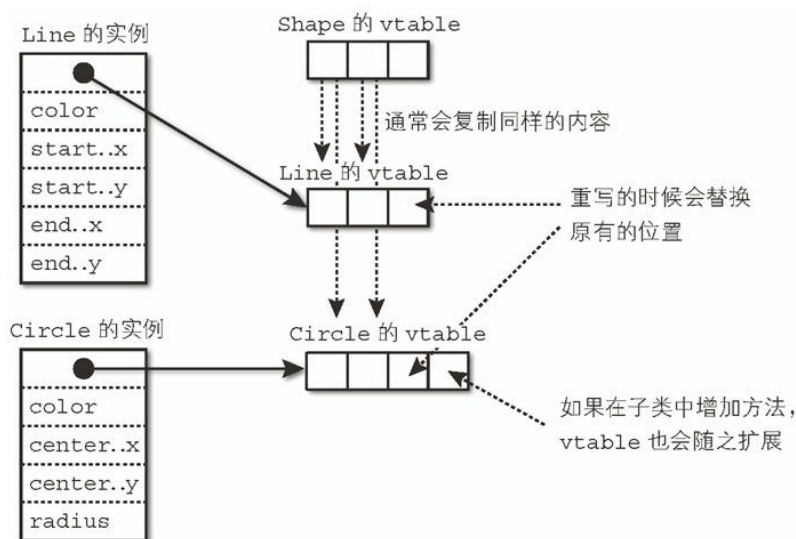 Line 的实例
color
start..x
start..y
end..x
end..y
Shape 的 vtable
通常会复制同样的内容
Line 的 vtable
重写的时候会替换
原有的位置
Circle 的实例
color
center..x
center..y
radius
Circle 的 vtable
如果在子类中增加方法，
vtable 也会随之扩展